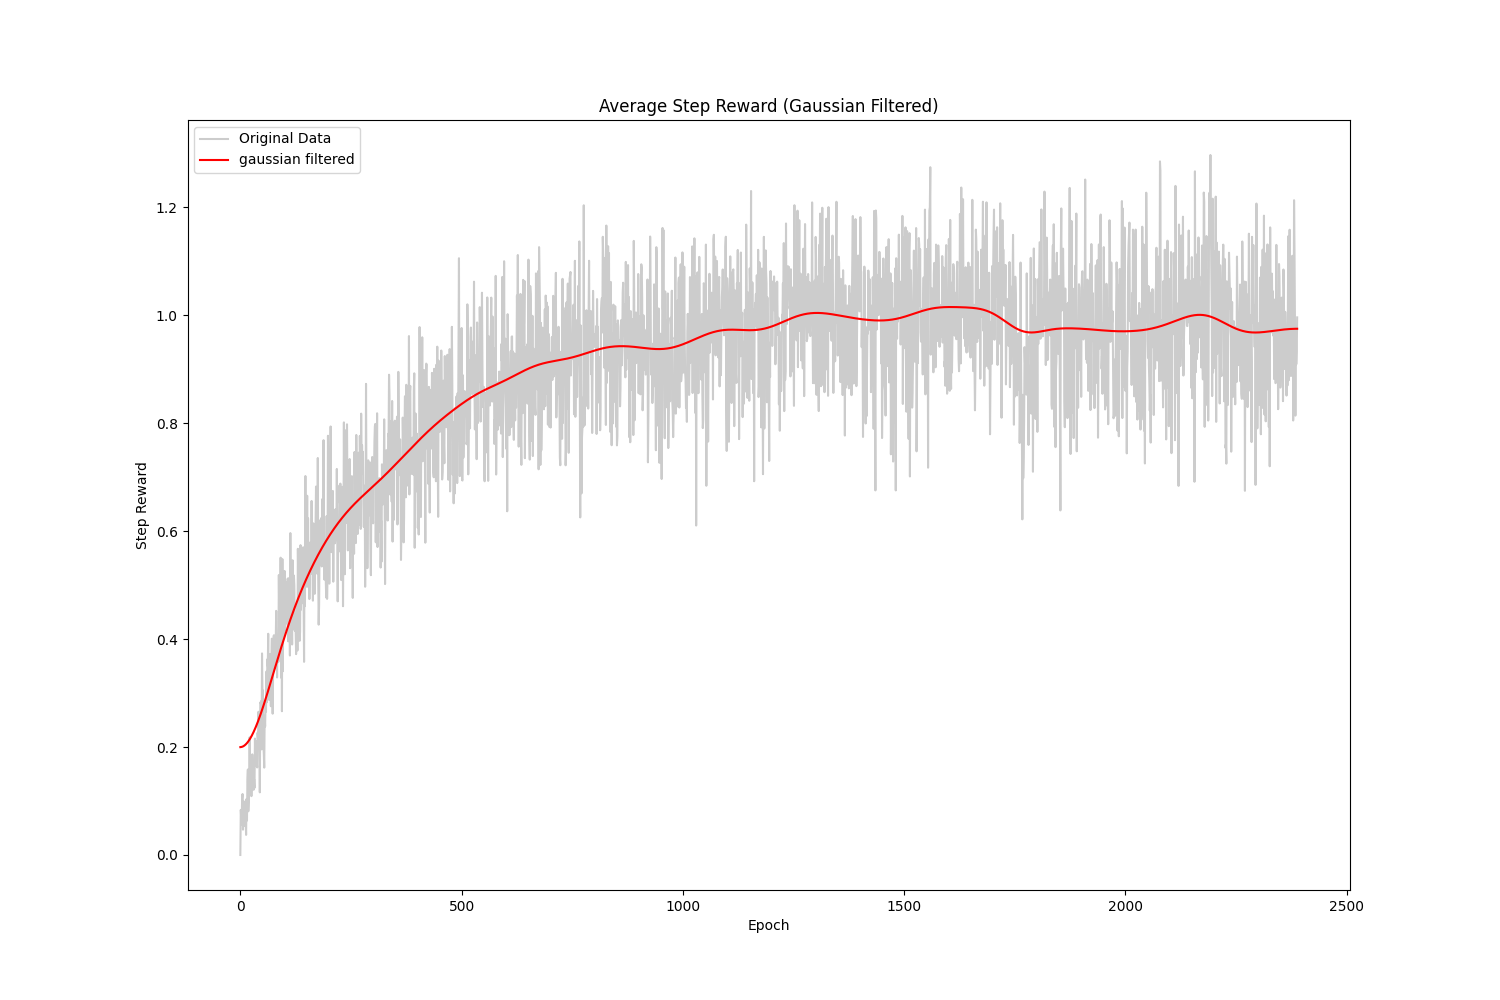 Average Step Reward (Gaussian Filtered)
Original Data
gaussian filtered
1.2
1.0
0.8
0.6
0.4
0.2
0.0
Step Reward
0
500
1000
1500
2000
2500
Epoch